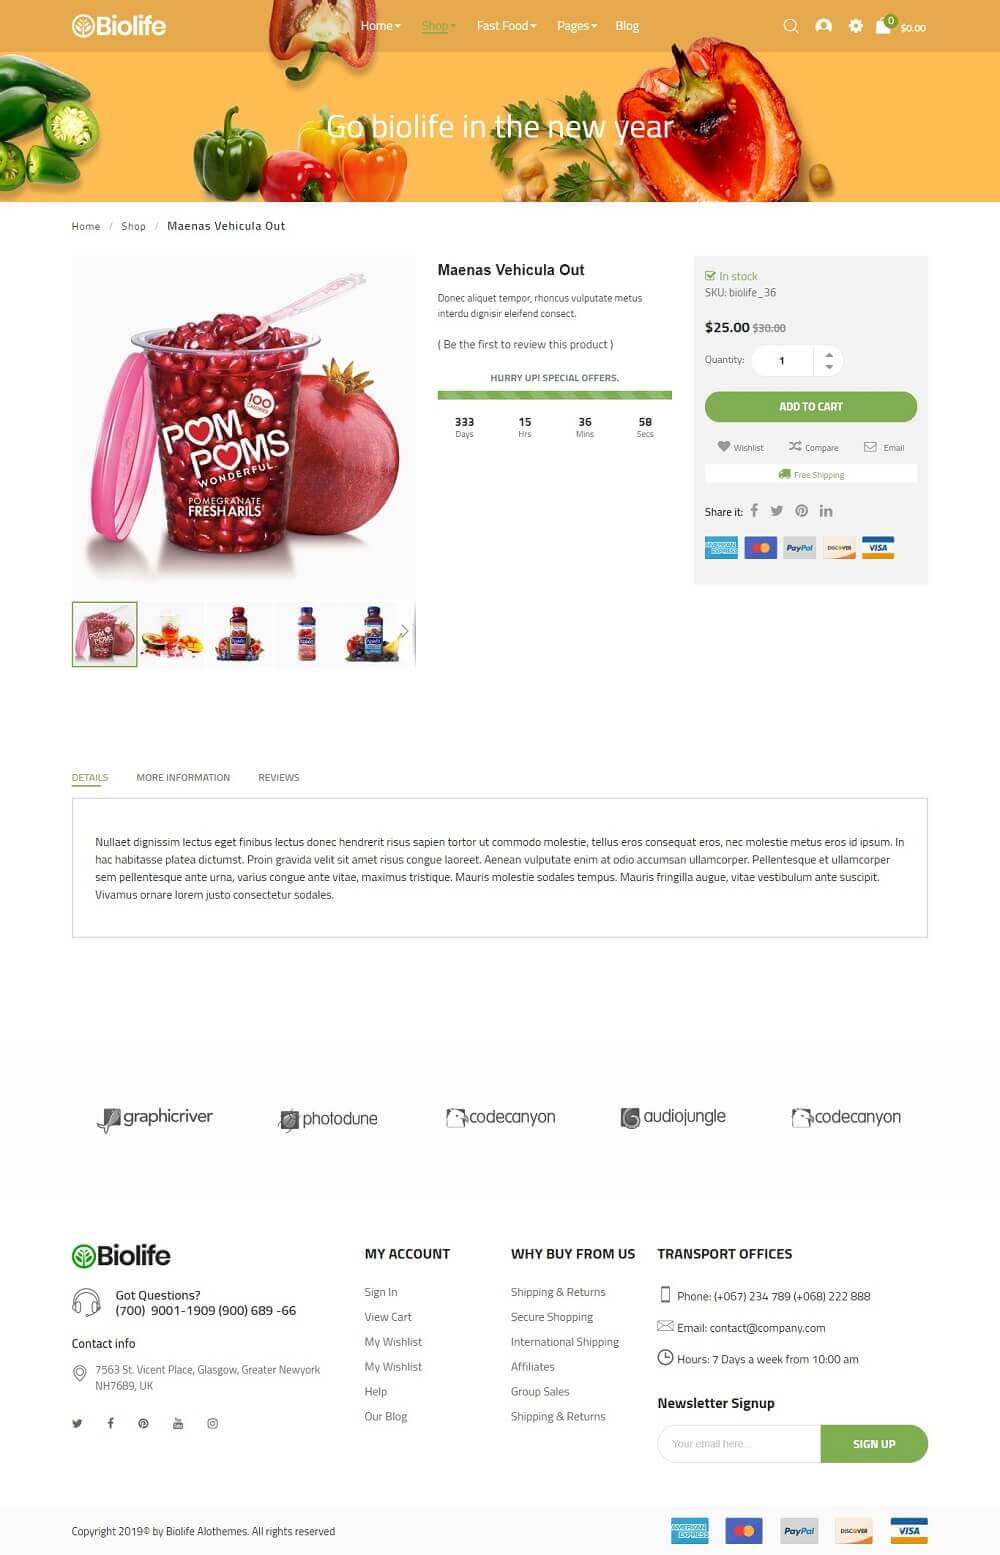 Biolife
Home Shop Fast Food Pages Blog
0 $0.00
Go biolife in the new year
Home / Shop / Maenas Vehicula Out
100
CALORIES
POM
POMS
WONDERFUL
POMEGRANATE
FRESH ARILS
Maenas Vehicula Out
Donec aliquet tempor, rhoncus vulputate metus
interdu dignisir eleifend consect.
( Be the first to review this product )
HURRY UP! SPECIAL OFFERS.
333 15 36 58
Days Hrs Mins Secs
In stock
SKU: biolife_36
$25.00 $30.00
Quantity: 1
ADD TO CART
Wishlist Compare Email
Free Shipping
Share it:
AMERICAN EXPRESS PayPal DISCOVER VISA
DETAILS MORE INFORMATION REVIEWS
Nullaet dignissim lectus eget finibus lectus donec hendrerit risus sapien tortor ut commodo molestie, tellus eros consequat eros, nec molestie metus eros id ipsum. In
hac habitasse platea dictumst. Proin gravida velit sit amet risus congue laoreet. Aenean vulputate enim at odio accumsan ullamcorper. Pellentesque et ullamcorper
sem pellentesque ante urna, varius congue ante vitae, maximus tristique. Mauris molestie sodales tempus. Mauris fringilla augue, vitae vestibulum ante suscipit.
Vivamus ornare lorem justo consectetur sodales.
graphicriver photodune codecanyon audiojungle codecanyon
Biolife
Got Questions?
(700) 9001-1909 (900) 689 -66
Contact info
7563 St. Vicent Place, Glasgow, Greater Newyork
NH7689, UK
MY ACCOUNT
Sign In
View Cart
My Wishlist
My Wishlist
Help
Our Blog
WHY BUY FROM US
Shipping & Returns
Secure Shopping
International Shipping
Affiliates
Group Sales
Shipping & Returns
TRANSPORT OFFICES
Phone: (+067) 234 789 (+068) 222 888
Email: contact@company.com
Hours: 7 Days a week from 10:00 am
Newsletter Signup
Your email here... SIGN UP
Copyright 2019© by Biolife Alothemes. All rights reserved
AMERICAN EXPRESS PayPal DISCOVER VISA